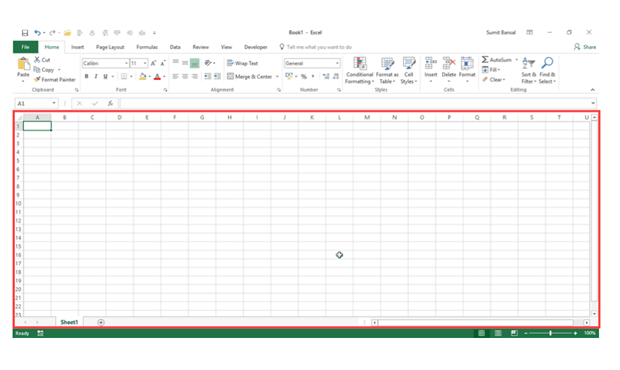 Book1 - Excel
Sumit Bansal
File Home Insert Page Layout Formulas Data Review View Developer Tell me what you want to do Share
Paste
Cut
Copy
Format Painter
Clipboard
Calibri 11
B I U
Font
Wrap Text
Merge & Center
Alignment
General
$ % ,
Number
Conditional Formatting
Format as Table
Cell Styles
Styles
Insert Delete Format
Cells
AutoSum
Fill
Clear
Sort & Filter
Find & Select
Editing
A1
fx
A B C D E F G H I J K L M N O P Q R S T U
1
2
3
4
5
6
7
8
9
10
11
12
13
14
15
16
17
18
19
20
21
22
23
Sheet1
Ready
100%